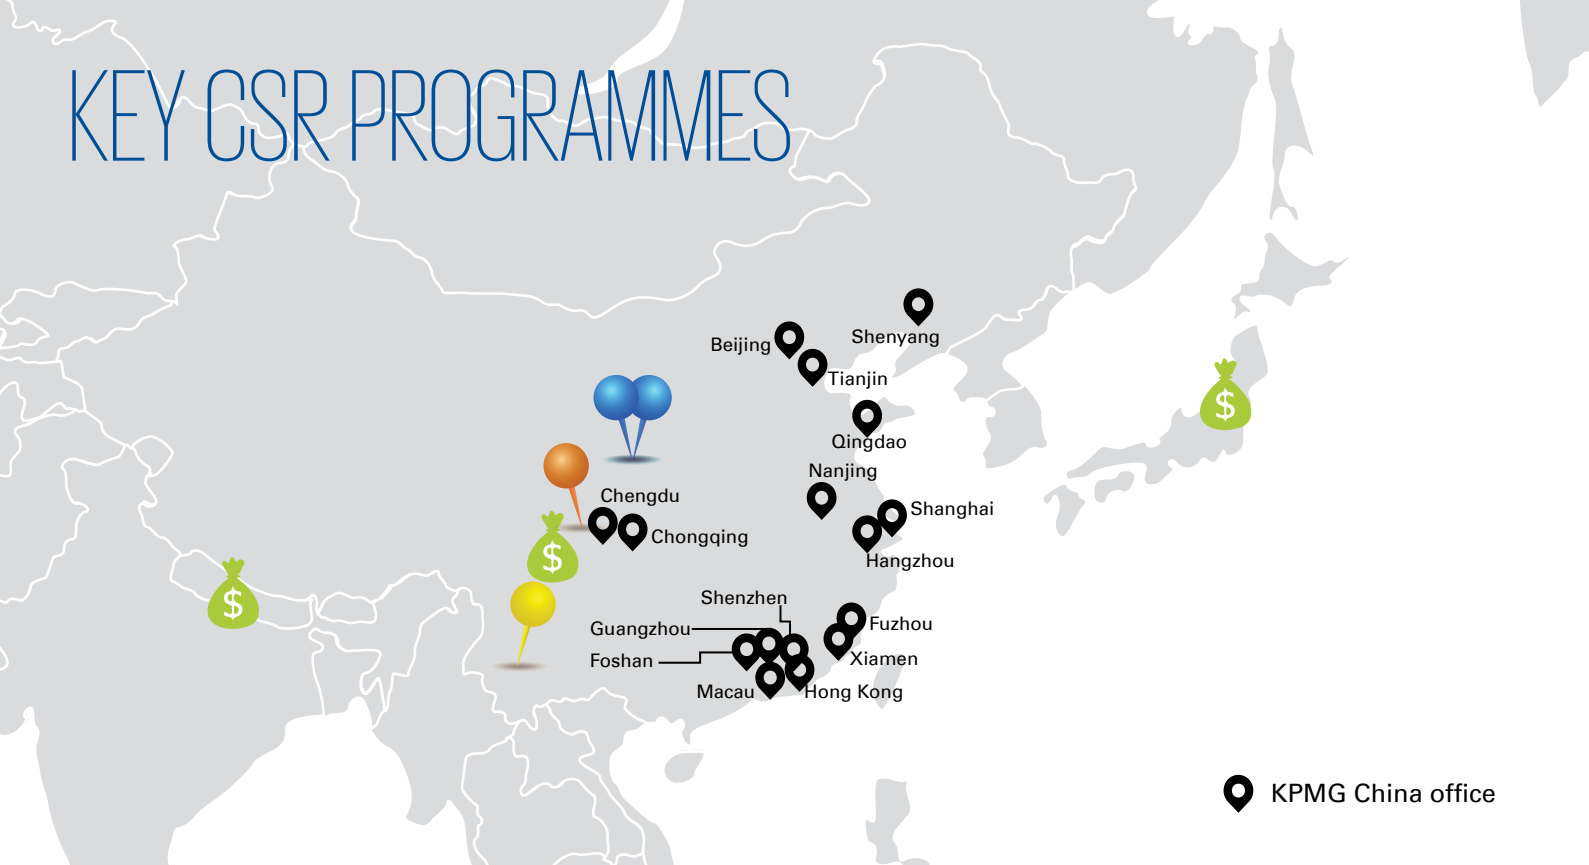 KEY CSR PROGRAMMES
Shenyang
Beijing
Tianjin
Qingdao
Nanjing
Chengdu
Shanghai
Chongqing
Hangzhou
$
$
$
Shenzhen
Guangzhou
Fuzhou
Foshan
Xiamen
Macau
Hong Kong
KPMG China office